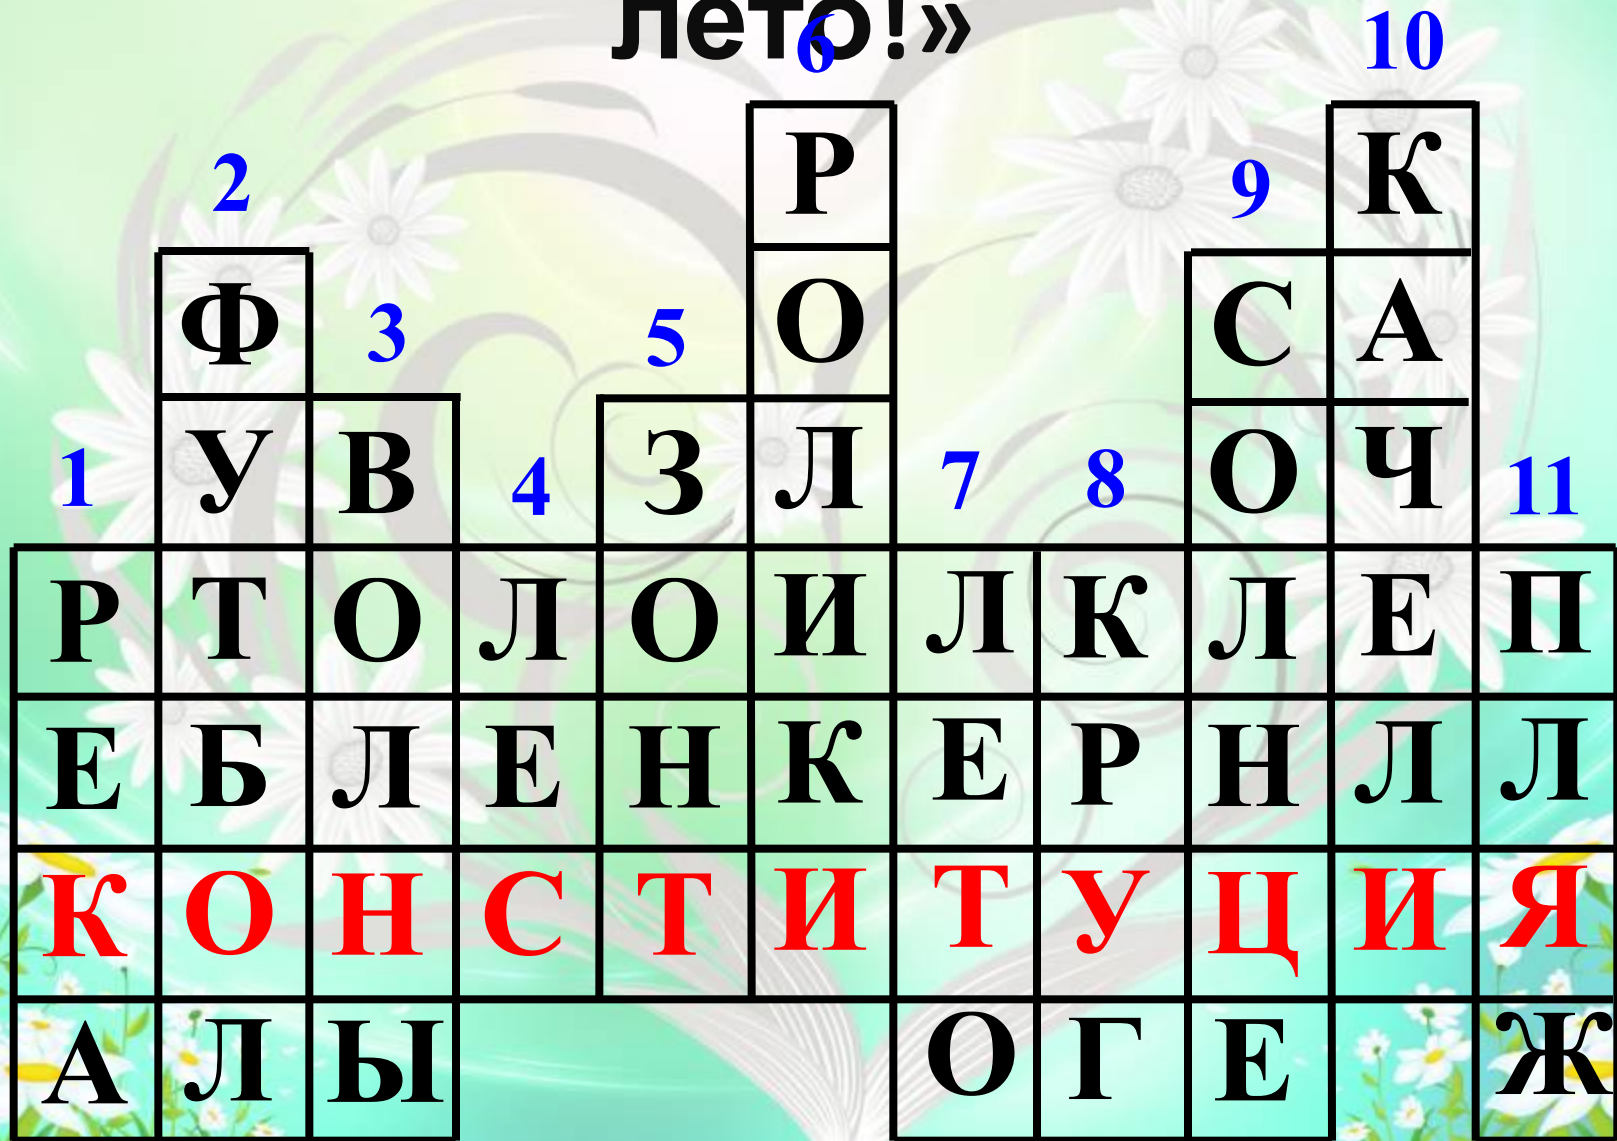 лето!»
6 10
Р К
2 9
Ф О С А
3 5
У В З Л О Ч
1 4 7 8 11
Р Т О Л О И Л К Л Е П
Е Б Л Е Н К Е Р Н Л Л
К О Н С Т И Т У Ц И Я
А Л Ы О Г Е Ж